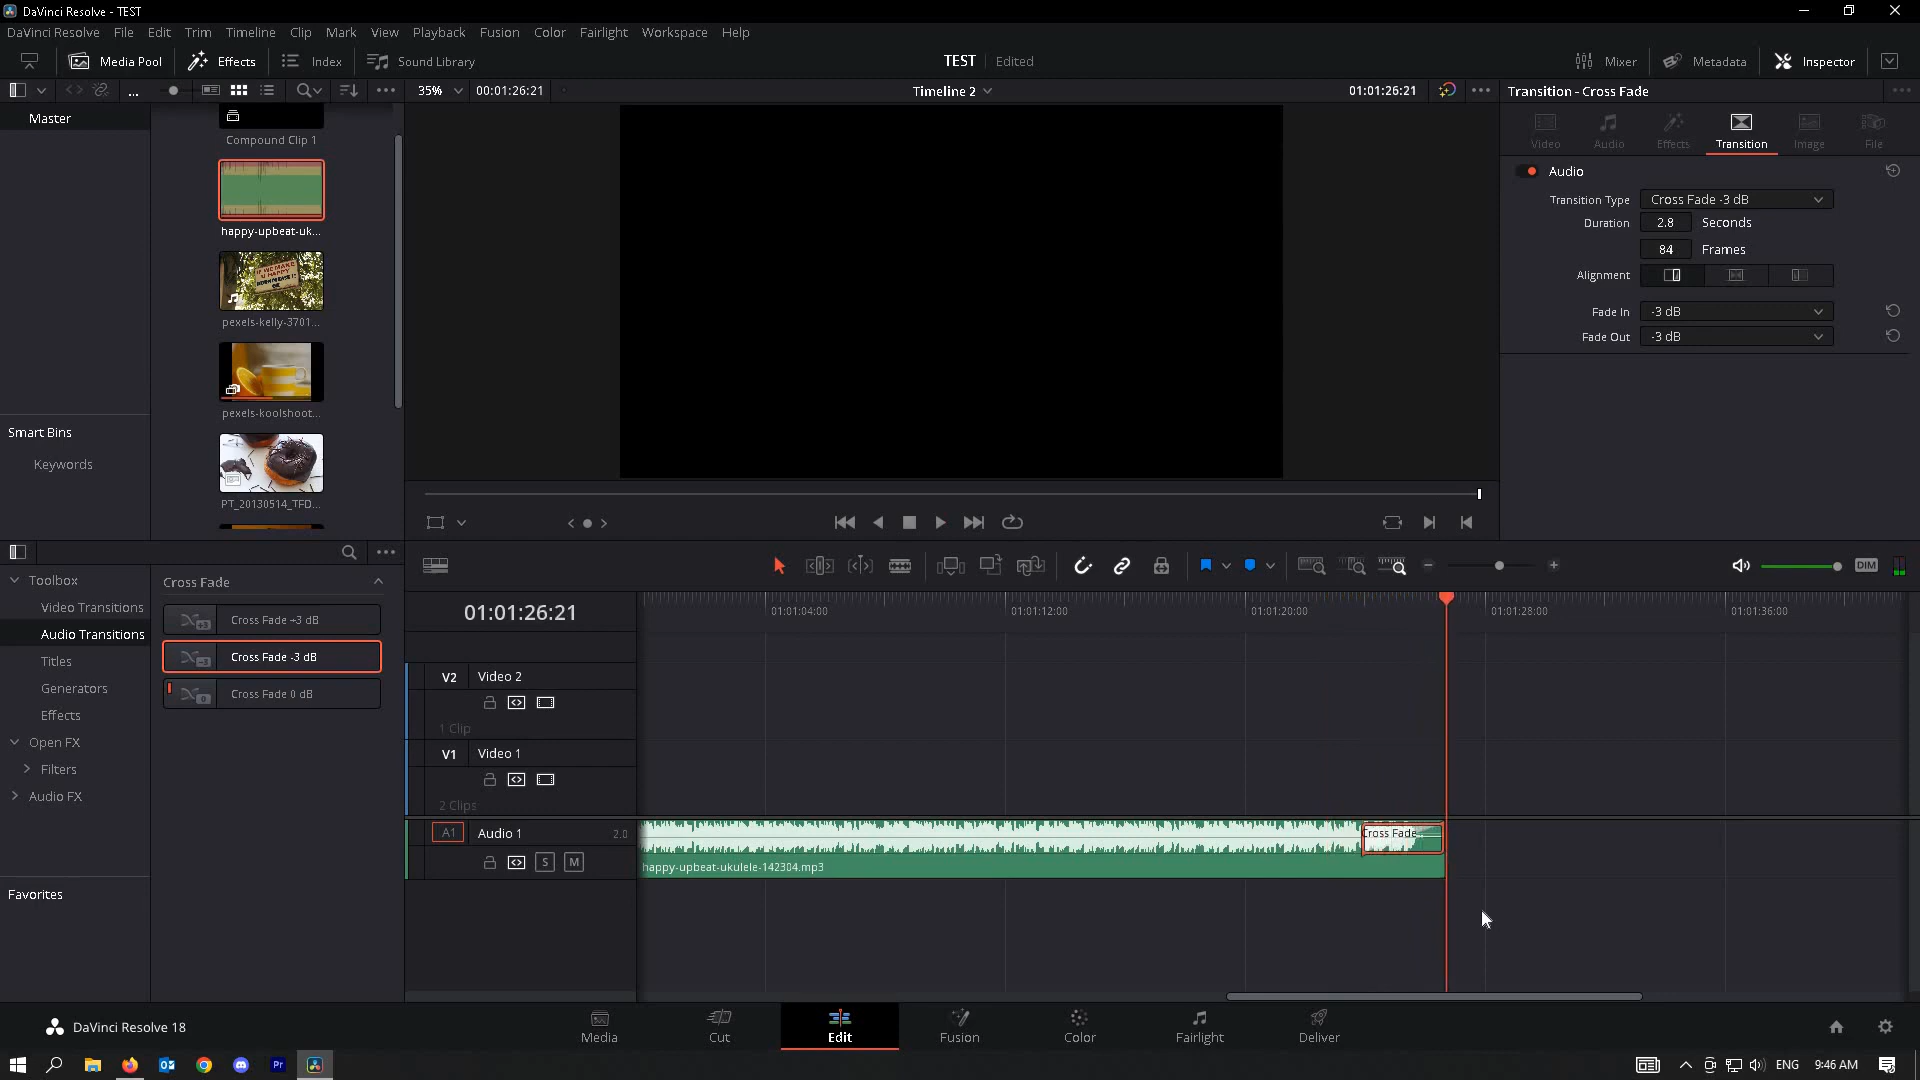 DaVinci Resolve - TEST
DaVinci Resolve File Edit Trim Timeline Clip Mark View Playback Fusion Color Fairlight Workspace Help
Media Pool Effects Index Sound Library
TEST Edited
Mixer Metadata Inspector
35% 00:01:26:21
Timeline 2
01:01:26:21
Transition - Cross Fade
Master
Compound Clip 1
happy-upbeat-uk...
pexels-kelly-3701...
pexels-koolshoot...
PT_20130514_TFD...
Smart Bins
Keywords
Video Audio Effects Transition Image File
Audio
Transition Type Cross Fade -3 dB
Duration 2.8 Seconds
84 Frames
Alignment
Fade In -3 dB
Fade Out -3 dB
Toolbox
Video Transitions
Audio Transitions
Titles
Generators
Effects
Open FX
Filters
Audio FX
Favorites
Cross Fade
Cross Fade +3 dB
Cross Fade -3 dB
Cross Fade 0 dB
DIM
01:01:26:21
01:01:04:00 01:01:12:00 01:01:20:00 01:01:28:00 01:01:36:00
V2 Video 2
1 Clip
V1 Video 1
2 Clips
A1 Audio 1 2.0
S M
Cross Fade
happy-upbeat-ukulele-142304.mp3
DaVinci Resolve 18
Media Cut Edit Fusion Color Fairlight Deliver
Pr
ENG 9:46 AM